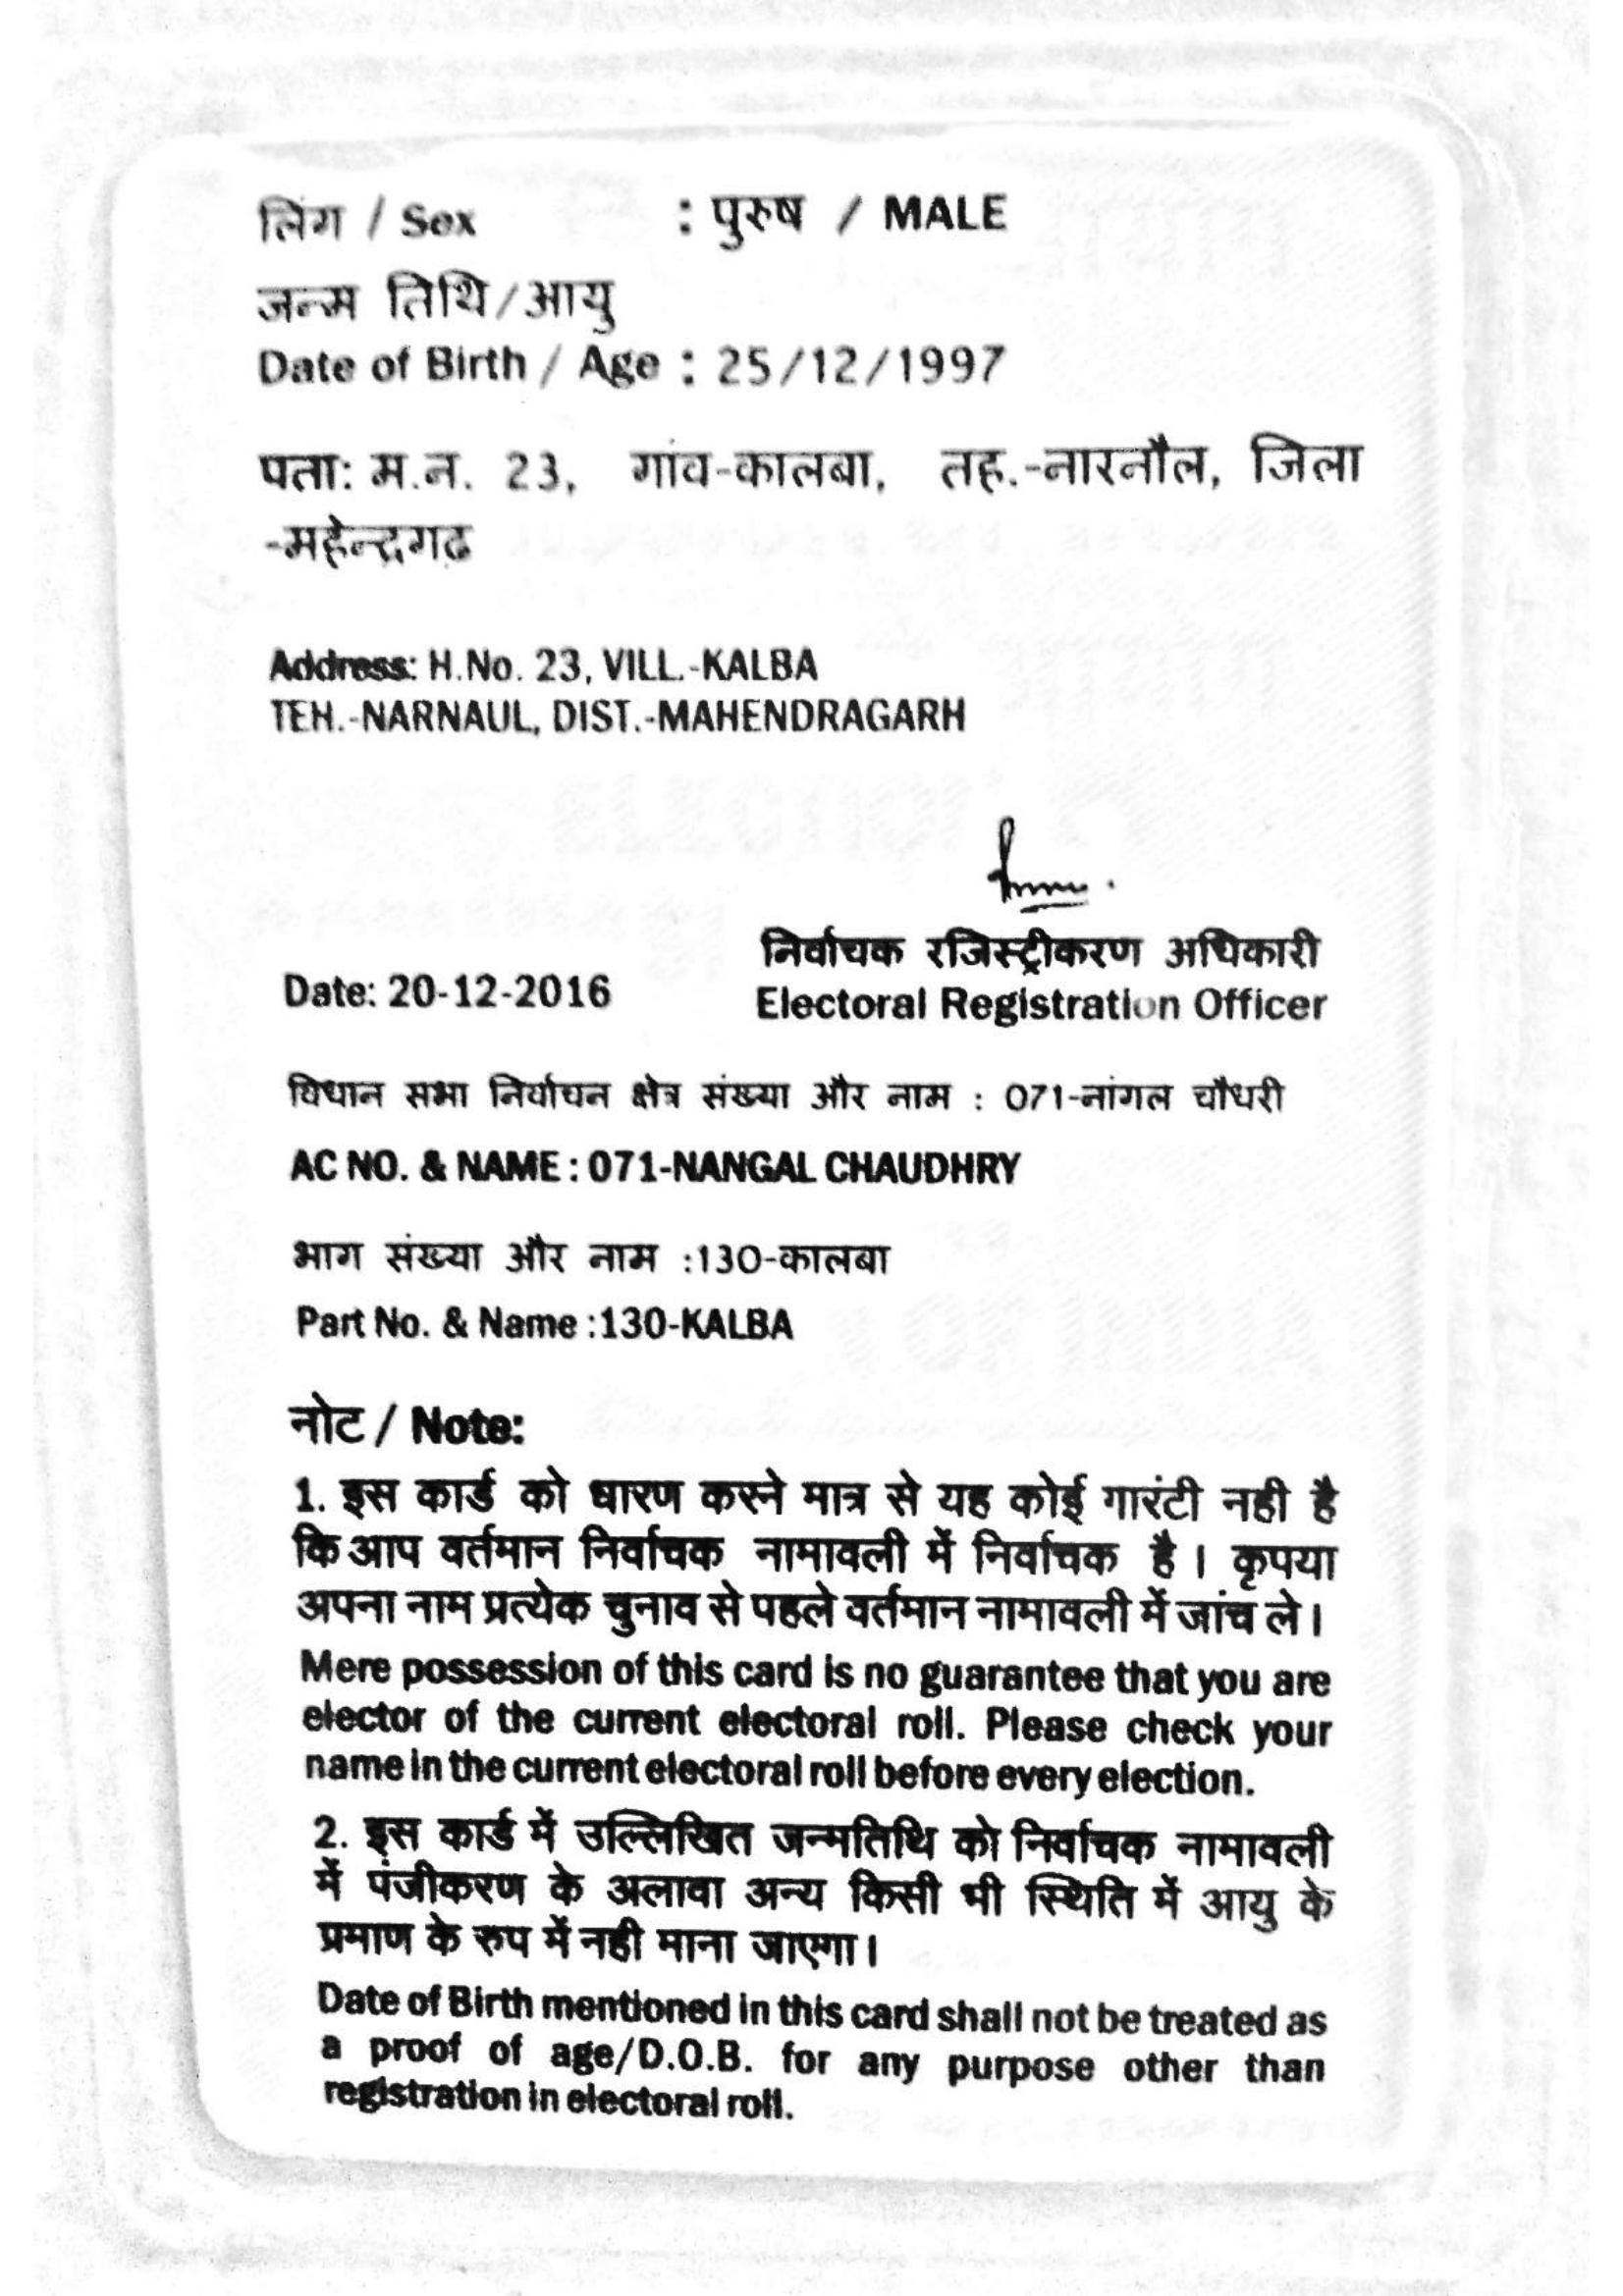 लिंग / Sex : पुरुष / MALE
जन्म तिथि/आयु
Date of Birth / Age : 25/12/1997
पता: म.न. 23, गांव-कालबा, तह.-नारनौल, जिला
-महेन्द्रगढ़
Address: H.No. 23, VILL.-KALBA
TEH.-NARNAUL, DIST.-MAHENDRAGARH
निर्वाचक रजिस्ट्रीकरण अधिकारी
Date: 20-12-2016 Electoral Registration Officer
विधान सभा निर्वाचन क्षेत्र संख्या और नाम : 071-नांगल चौधरी
AC NO. & NAME : 071-NANGAL CHAUDHRY
भाग संख्या और नाम :130-कालबा
Part No. & Name :130-KALBA
नोट / Note:
1. इस कार्ड को धारण करने मात्र से यह कोई गारंटी नही है
कि आप वर्तमान निर्वाचक नामावली में निर्वाचक है । कृपया
अपना नाम प्रत्येक चुनाव से पहले वर्तमान नामावली में जांच ले ।
Mere possession of this card is no guarantee that you are
elector of the current electoral roll. Please check your
name in the current electoral roll before every election.
2. इस कार्ड में उल्लिखित जन्मतिथि को निर्वाचक नामावली
में पंजीकरण के अलावा अन्य किसी भी स्थिति में आयु के
प्रमाण के रुप में नही माना जाएगा ।
Date of Birth mentioned in this card shall not be treated as
a proof of age/D.O.B. for any purpose other than
registration in electoral roll.